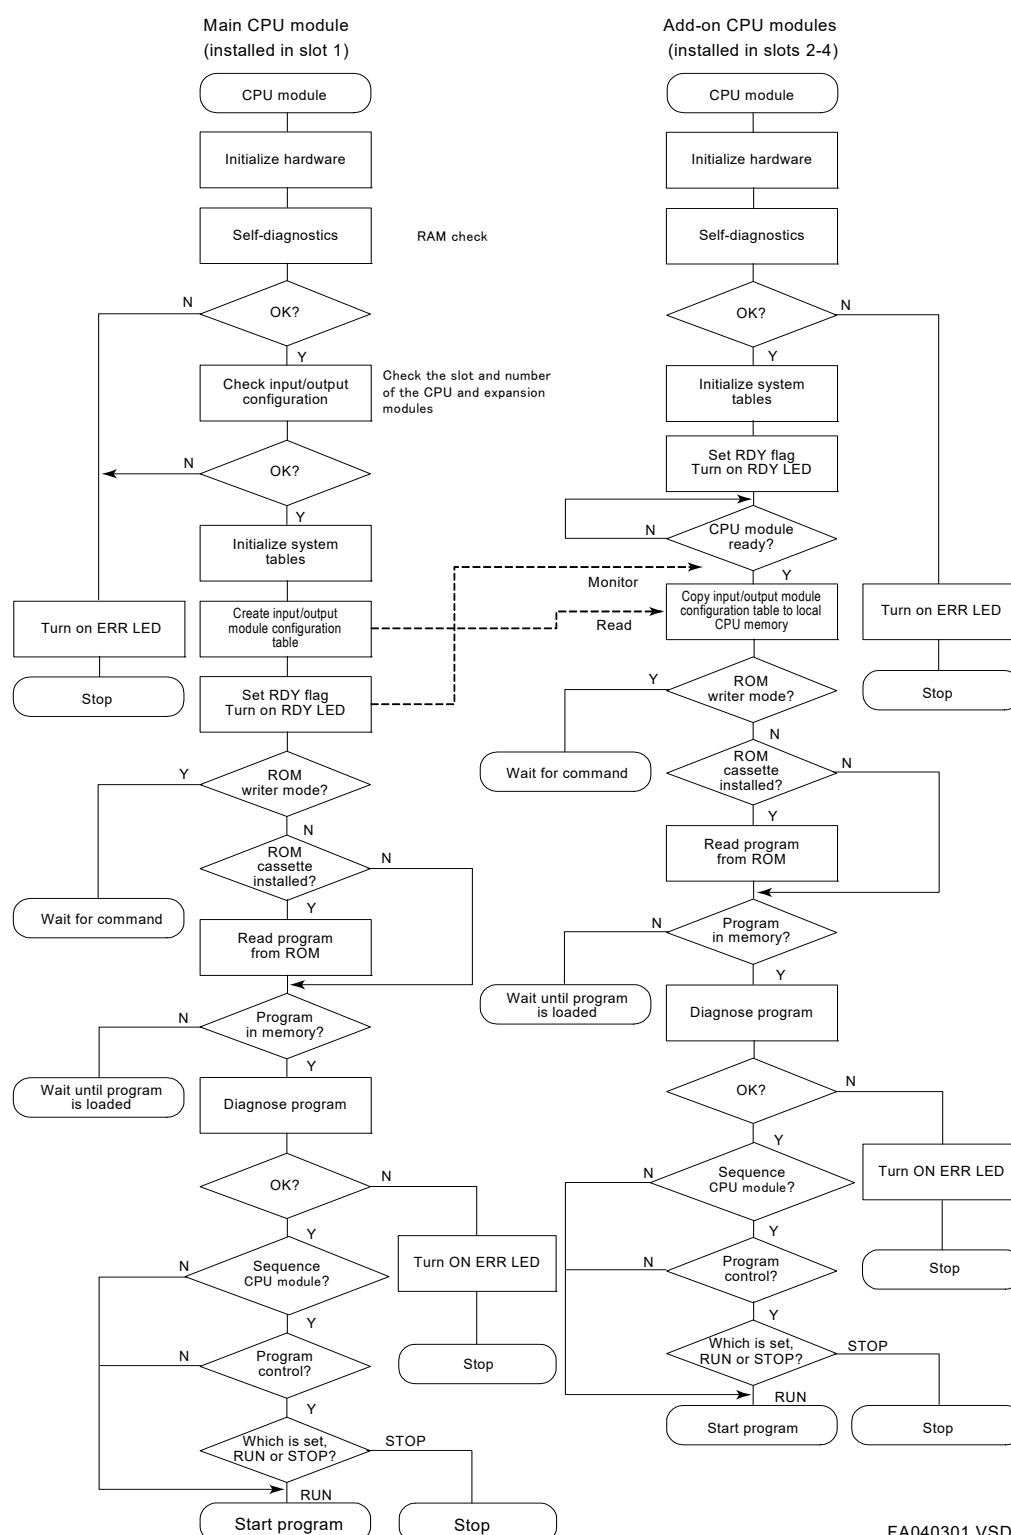 Main CPU module
(installed in slot 1)
CPU module
Initialize hardware
Self-diagnostics
RAM check
OK?
N
Y
Check input/output
configuration
Check the slot and number
of the CPU and expansion
modules
OK?
N
Y
Initialize system
tables
Create input/output
module configuration
table
Turn on ERR LED
Stop
Set RDY flag
Turn on RDY LED
Monitor
Read
ROM
writer mode?
Y
N
Wait for command
ROM
cassette
installed?
N
Y
Read program
from ROM
Program
in memory?
N
Y
Wait until program
is loaded
Diagnose program
OK?
N
Y
Turn ON ERR LED
Stop
Sequence
CPU module?
N
Y
Program
control?
N
Y
Which is set,
RUN or STOP?
STOP
RUN
Start program
Stop
Add-on CPU modules
(installed in slots 2-4)
CPU module
Initialize hardware
Self-diagnostics
OK?
N
Y
Initialize system
tables
Set RDY flag
Turn on RDY LED
CPU module
ready?
N
Y
Copy input/output module
configuration table to local
CPU memory
Turn on ERR LED
Stop
ROM
writer mode?
Y
N
Wait for command
ROM
cassette
installed?
N
Y
Read program
from ROM
Program
in memory?
N
Y
Wait until program
is loaded
Diagnose program
OK?
N
Y
Turn ON ERR LED
Stop
Sequence
CPU module?
N
Y
Program
control?
N
Y
Which is set,
RUN or STOP?
STOP
RUN
Start program
Stop
FA040301.VSD